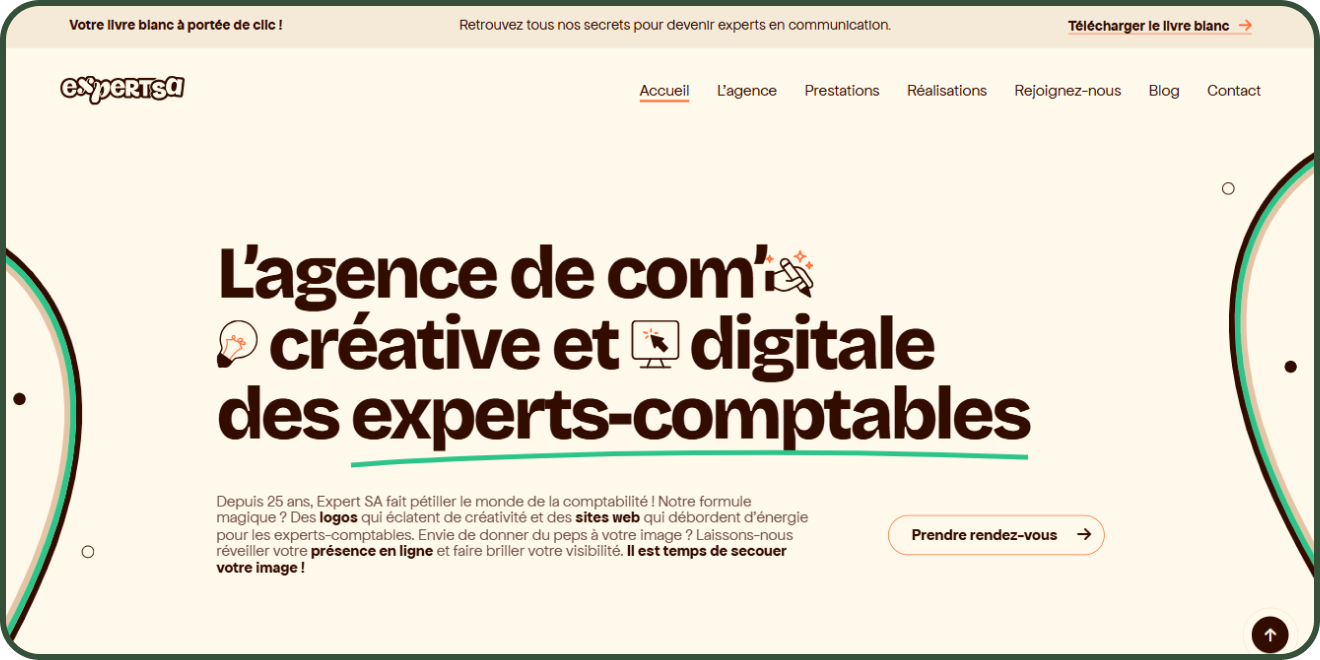 Votre livre blanc à portée de clic !
Retrouvez tous nos secrets pour devenir experts en communication.
Télécharger le livre blanc
expertsa
Accueil
L'agence
Prestations
Réalisations
Rejoignez-nous
Blog
Contact
L'agence de com'
créative et digitale
des experts-comptables
Depuis 25 ans, Expert SA fait pétiller le monde de la comptabilité ! Notre formule
magique ? Des logos qui éclatent de créativité et des sites web qui débordent d'énergie
pour les experts-comptables. Envie de donner du peps à votre image ? Laissons-nous
réveiller votre présence en ligne et faire briller votre visibilité. Il est temps de secouer
votre image !
Prendre rendez-vous